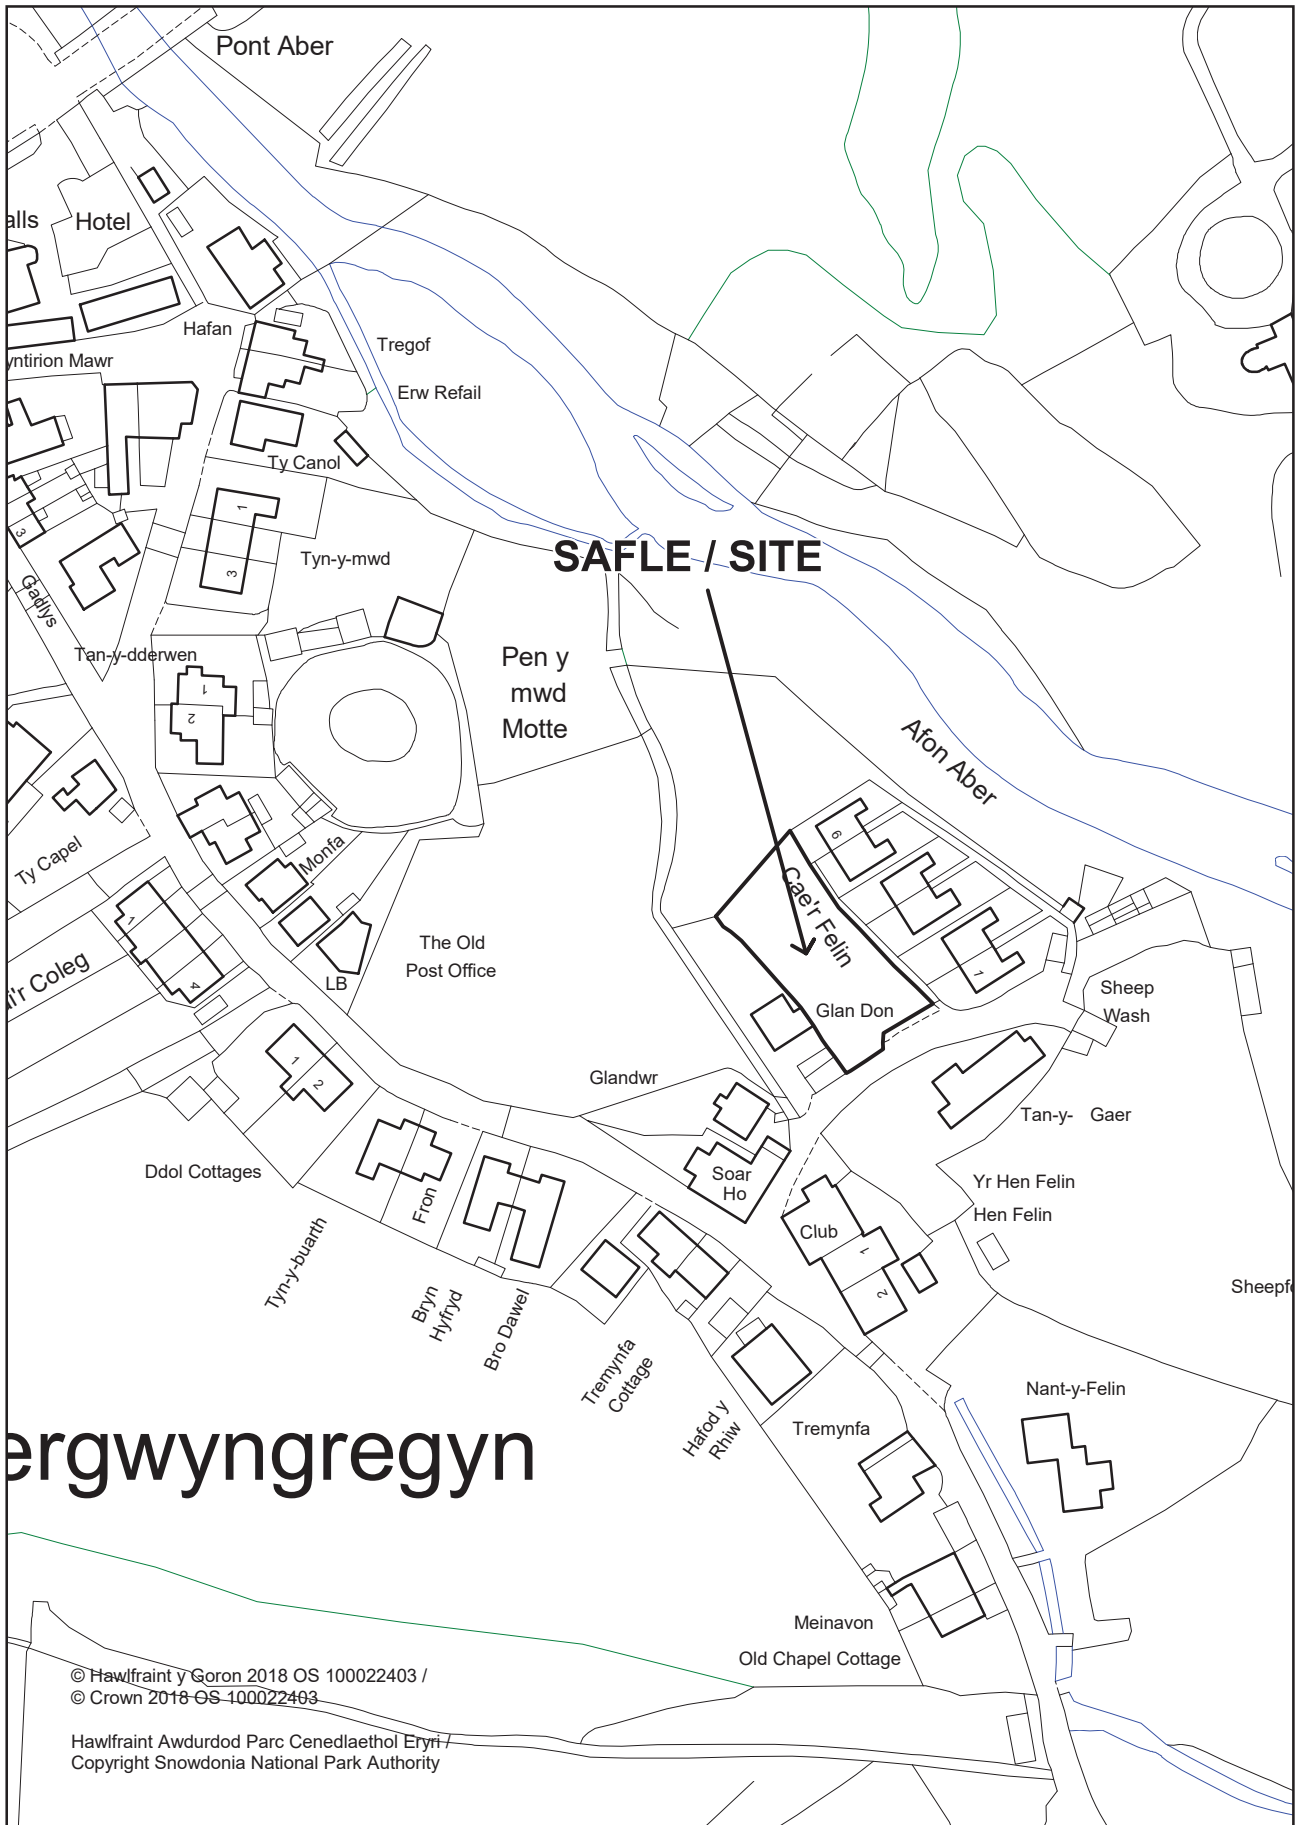 Pont Aber
alls
Hotel
Hafan
Tregof
yntirion Mawr
Erw Refail
Ty Canol
1
3
3
Tyn-y-mwd
SAFLE / SITE
Gadlys
Tan-y-dderwen
1
2
Pen y
mwd
Motte
Afon Aber
6
Cae'r Felin
1
Ty Capel
Monfa
1
4
The Old
Post Office
LB
Glan Don
Sheep
Wash
1
2
Glandwr
Tan-y- Gaer
Ddol Cottages
Soar
Ho
Yr Hen Felin
Hen Felin
Fron
Club
1
2
Tyn-y-buarth
Bryn
Hyfryd
Bro Dawel
Sheepf
Tremynfa
Cottage
Nant-y-Felin
Hafod y
Rhiw
Tremynfa
ergwyngregyn
Meinavon
Old Chapel Cottage
© Hawlfraint y Goron 2018 OS 100022403 /
© Crown 2018 OS 100022403
Hawlfraint Awdurdod Parc Cenedlaethol Eryri /
Copyright Snowdonia National Park Authority